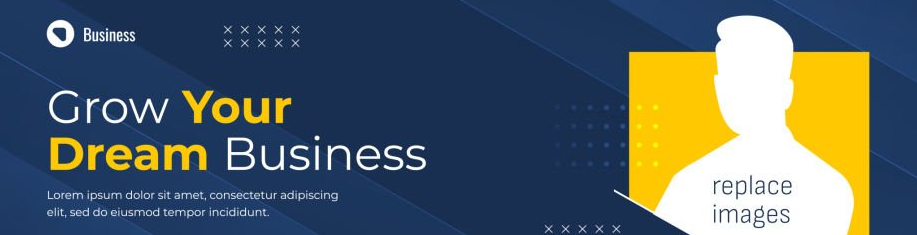 Business
Grow Your
Dream Business
Lorem ipsum dolor sit amet, consectetur adipiscing
elit, sed do eiusmod tempor incididunt.
replace
images